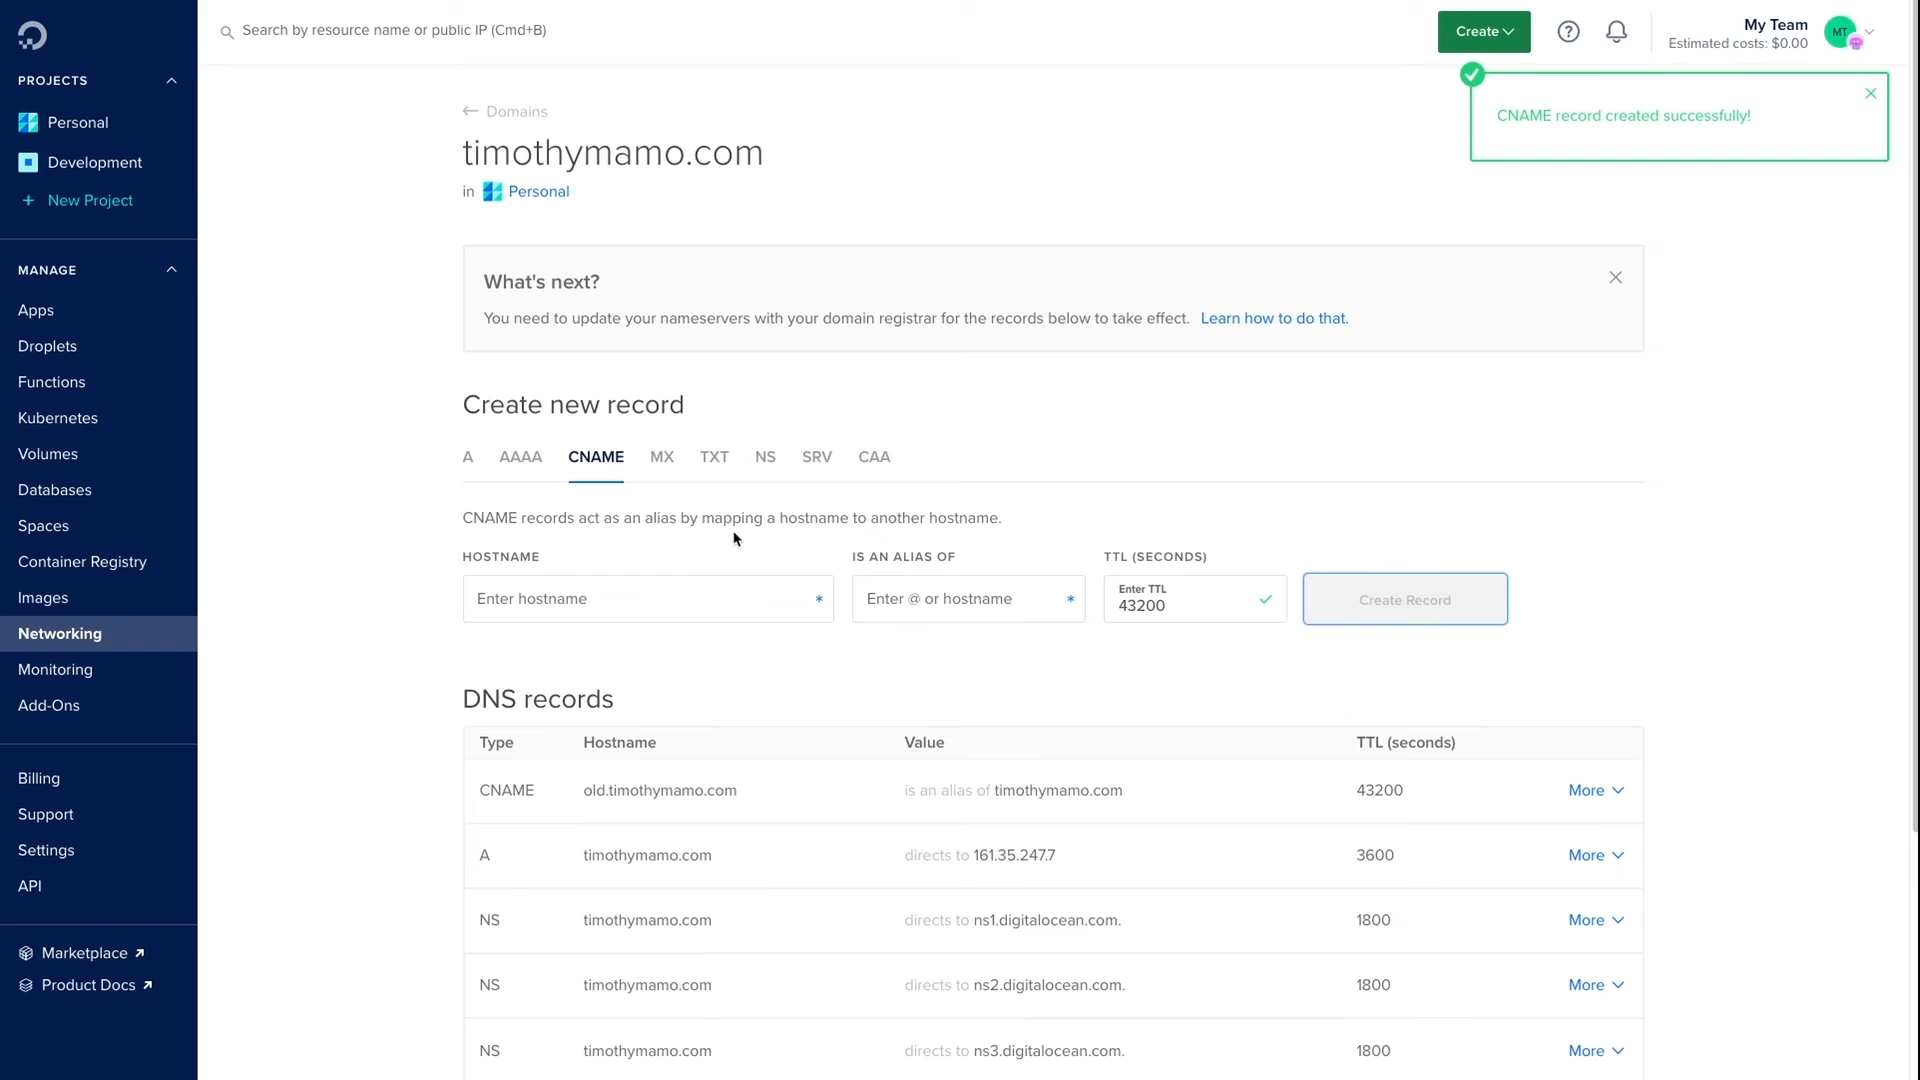 Search by resource name or public IP (Cmd+B)
Create
My Team
Estimated costs: $0.00
MT
PROJECTS
Personal
Development
+ New Project
MANAGE
Apps
Droplets
Functions
Kubernetes
Volumes
Databases
Spaces
Container Registry
Images
Networking
Monitoring
Add-Ons
Billing
Support
Settings
API
Marketplace
Product Docs
CNAME record created successfully!
← Domains
timothymamo.com
in Personal
What's next?
You need to update your nameservers with your domain registrar for the records below to take effect. Learn how to do that.
Create new record
A AAAA CNAME MX TXT NS SRV CAA
CNAME records act as an alias by mapping a hostname to another hostname.
HOSTNAME IS AN ALIAS OF TTL (SECONDS)
Enter hostname * Enter @ or hostname * Enter TTL
43200
Create Record
DNS records
Type Hostname Value TTL (seconds)
CNAME old.timothymamo.com is an alias of timothymamo.com 43200 More
A timothymamo.com directs to 161.35.247.7 3600 More
NS timothymamo.com directs to ns1.digitalocean.com. 1800 More
NS timothymamo.com directs to ns2.digitalocean.com. 1800 More
NS timothymamo.com directs to ns3.digitalocean.com. 1800 More